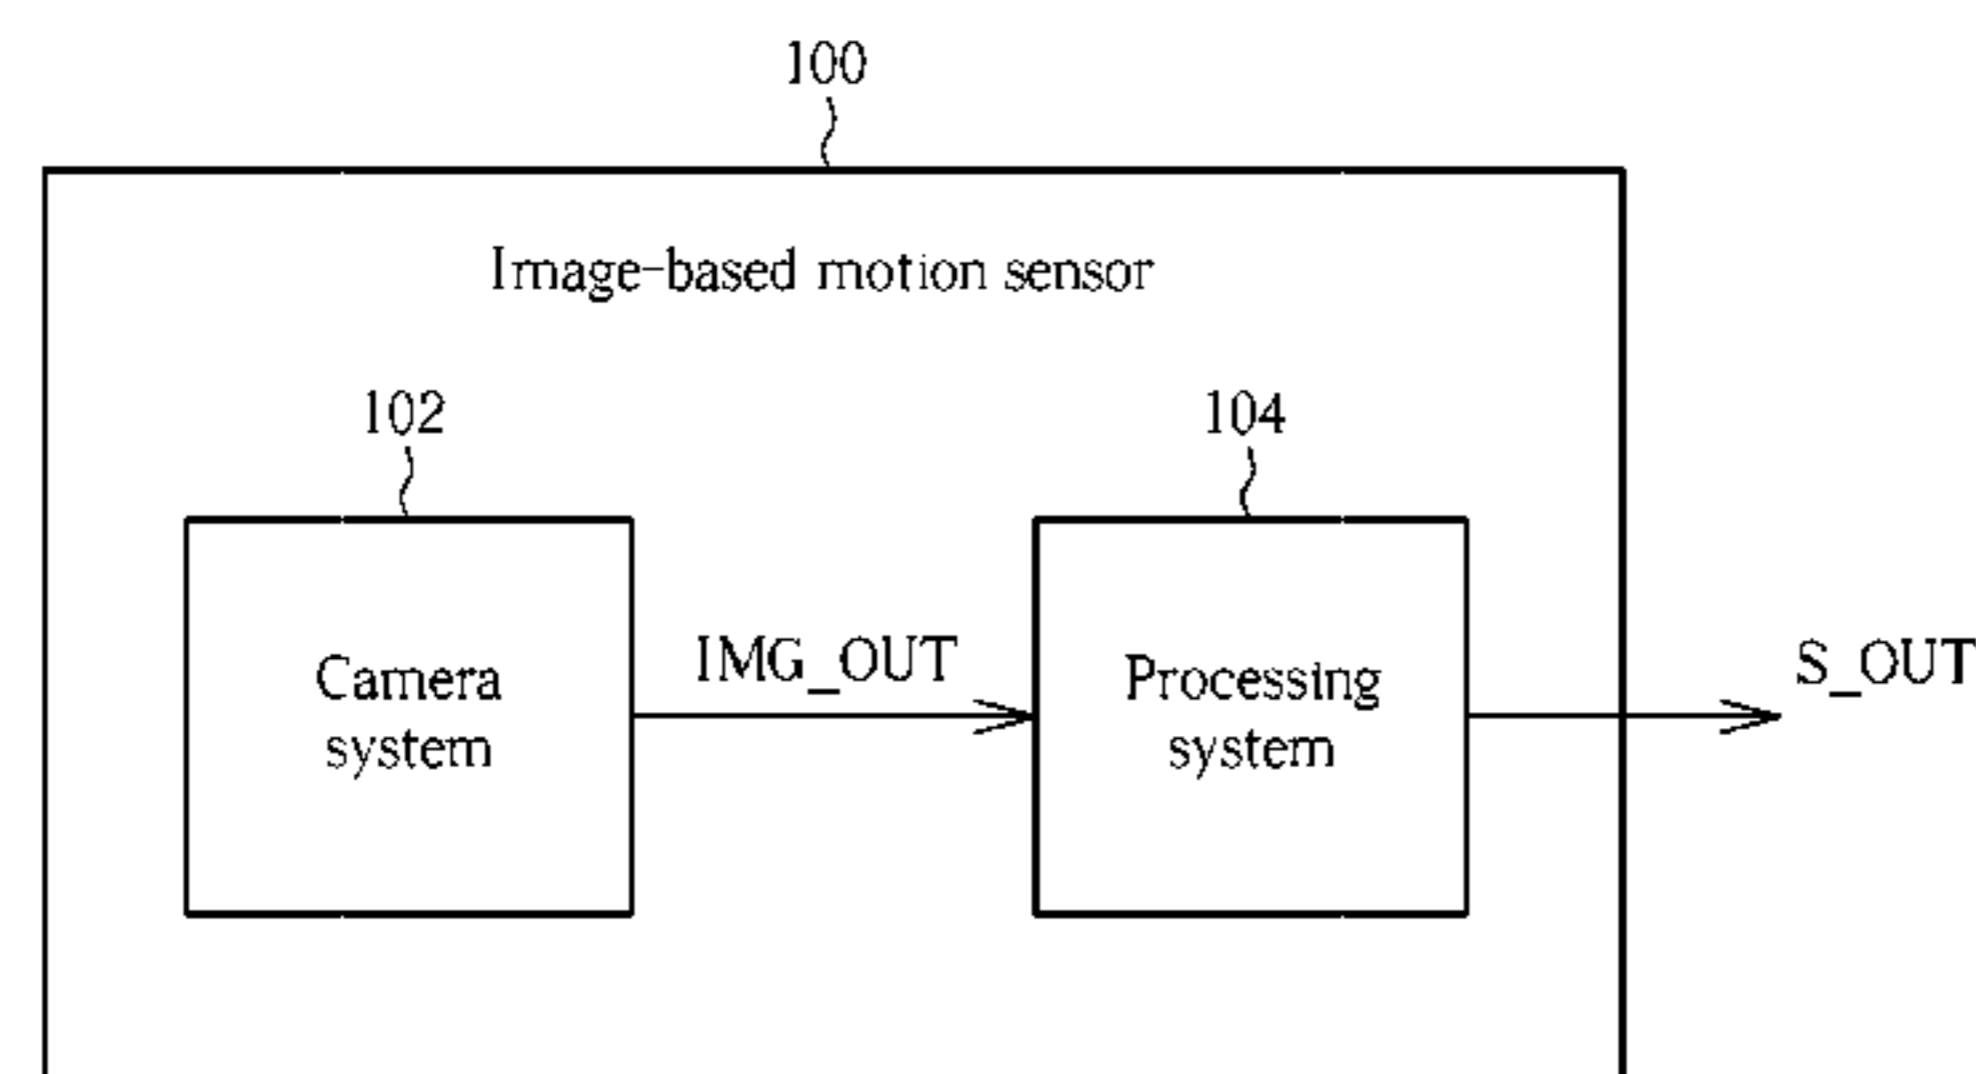 100
Image-based motion sensor
102
104
Camera
system
IMG_OUT
Processing
system
S_OUT